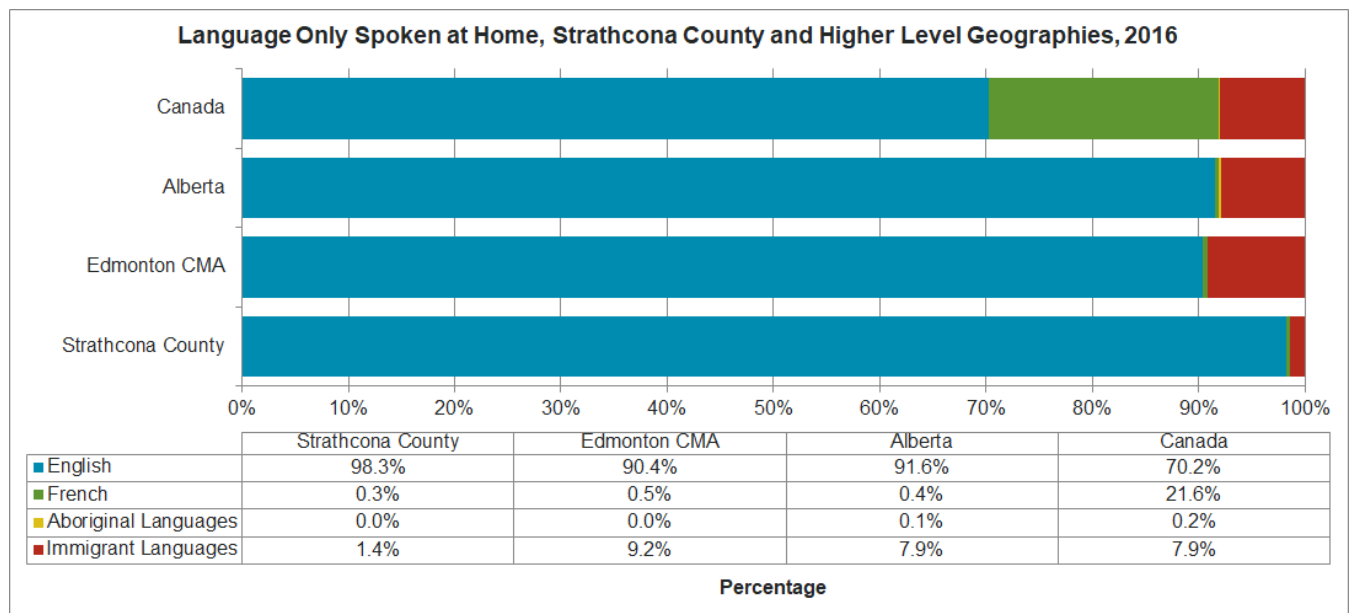 Language Only Spoken at Home, Strathcona County and Higher Level Geographies, 2016
Canada
Alberta
Edmonton CMA
Strathcona County
0% 10% 20% 30% 40% 50% 60% 70% 80% 90% 100%
Strathcona County Edmonton CMA Alberta Canada
English 98.3% 90.4% 91.6% 70.2%
French 0.3% 0.5% 0.4% 21.6%
Aboriginal Languages 0.0% 0.0% 0.1% 0.2%
Immigrant Languages 1.4% 9.2% 7.9% 7.9%
Percentage